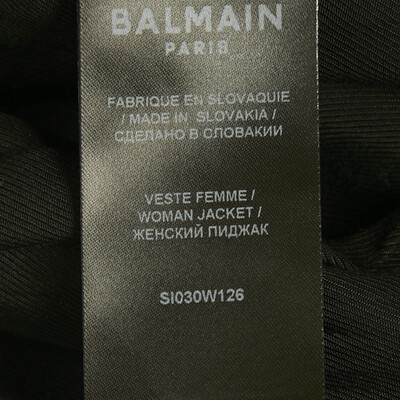 BALMAIN
PARIS
FABRIQUE EN SLOVAQUIE
/ MADE IN SLOVAKIA /
СДЕЛАНО В СЛОВАКИИ
VESTE FEMME /
WOMAN JACKET /
ЖЕНСКИЙ ПИДЖАК
SI030W126